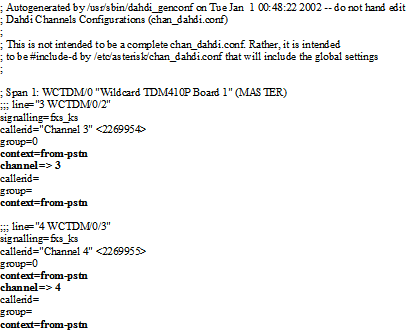 ; Autogenerated by /usr/sbin/dahdi_genconf on Tue Jan 1 00:48:22 2002 -- do not hand edit
; Dahdi Channels Configurations (chan_dahdi.conf)
;
; This is not intended to be a complete chan_dahdi.conf. Rather, it is intended
; to be #include-d by /etc/asterisk/chan_dahdi.conf that will include the global settings
;
; Span 1: WCTDM/0 "Wildcard TDM410P Board 1" (MASTER)
;;; line="3 WCTDM/0/2"
signalling=fxs_ks
callerid="Channel 3" <2269954>
group=0
context=from-pstn
channel=> 3
callerid=
group=
context=from-pstn
;;; line="4 WCTDM/0/3"
signalling=fxs_ks
callerid="Channel 4" <2269955>
group=0
context=from-pstn
channel=> 4
callerid=
group=
context=from-pstn